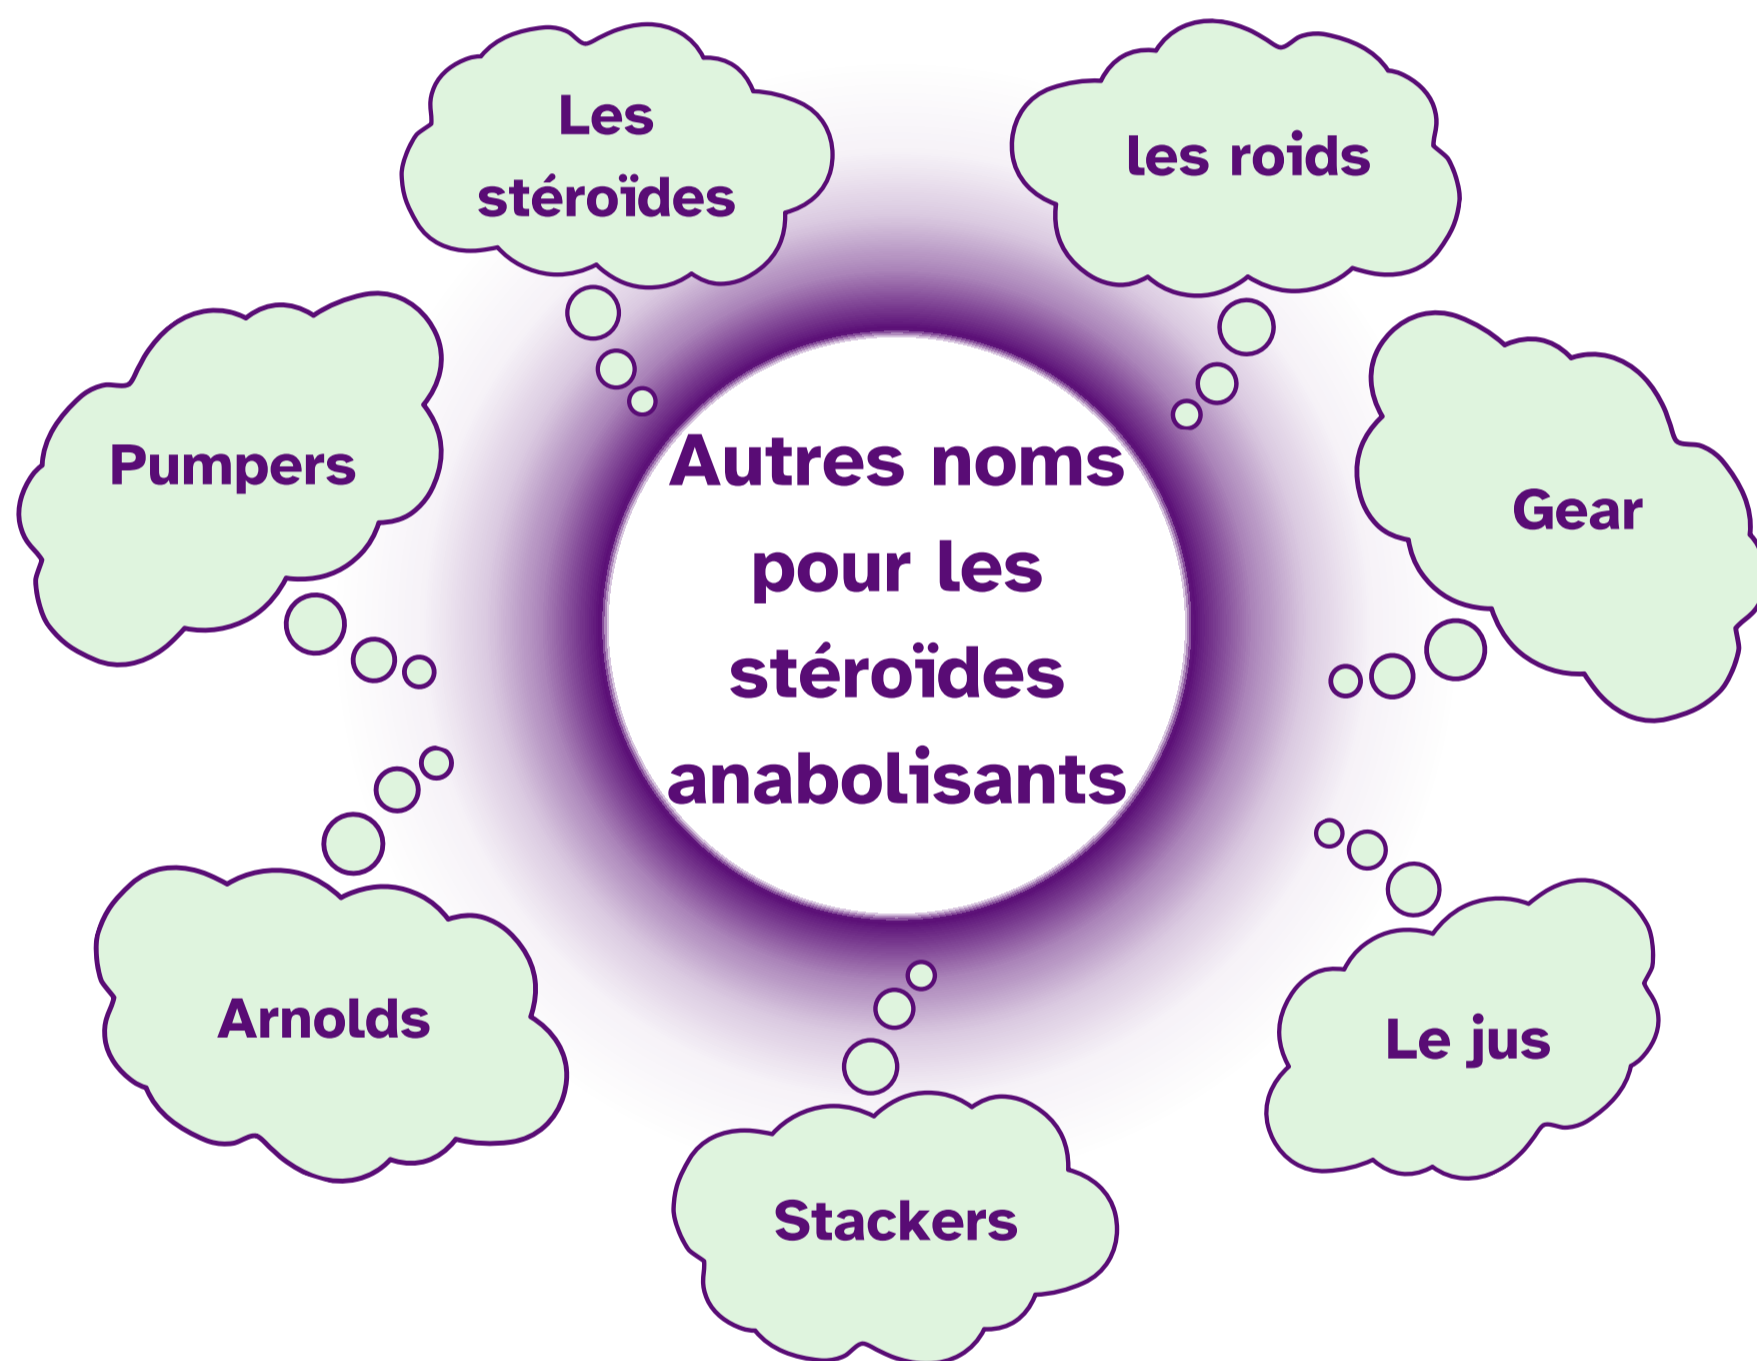 Les
stéroïdes
les roids
Pumpers
Gear
Autres noms
pour les
stéroïdes
anabolisants
Arnolds
Le jus
Stackers